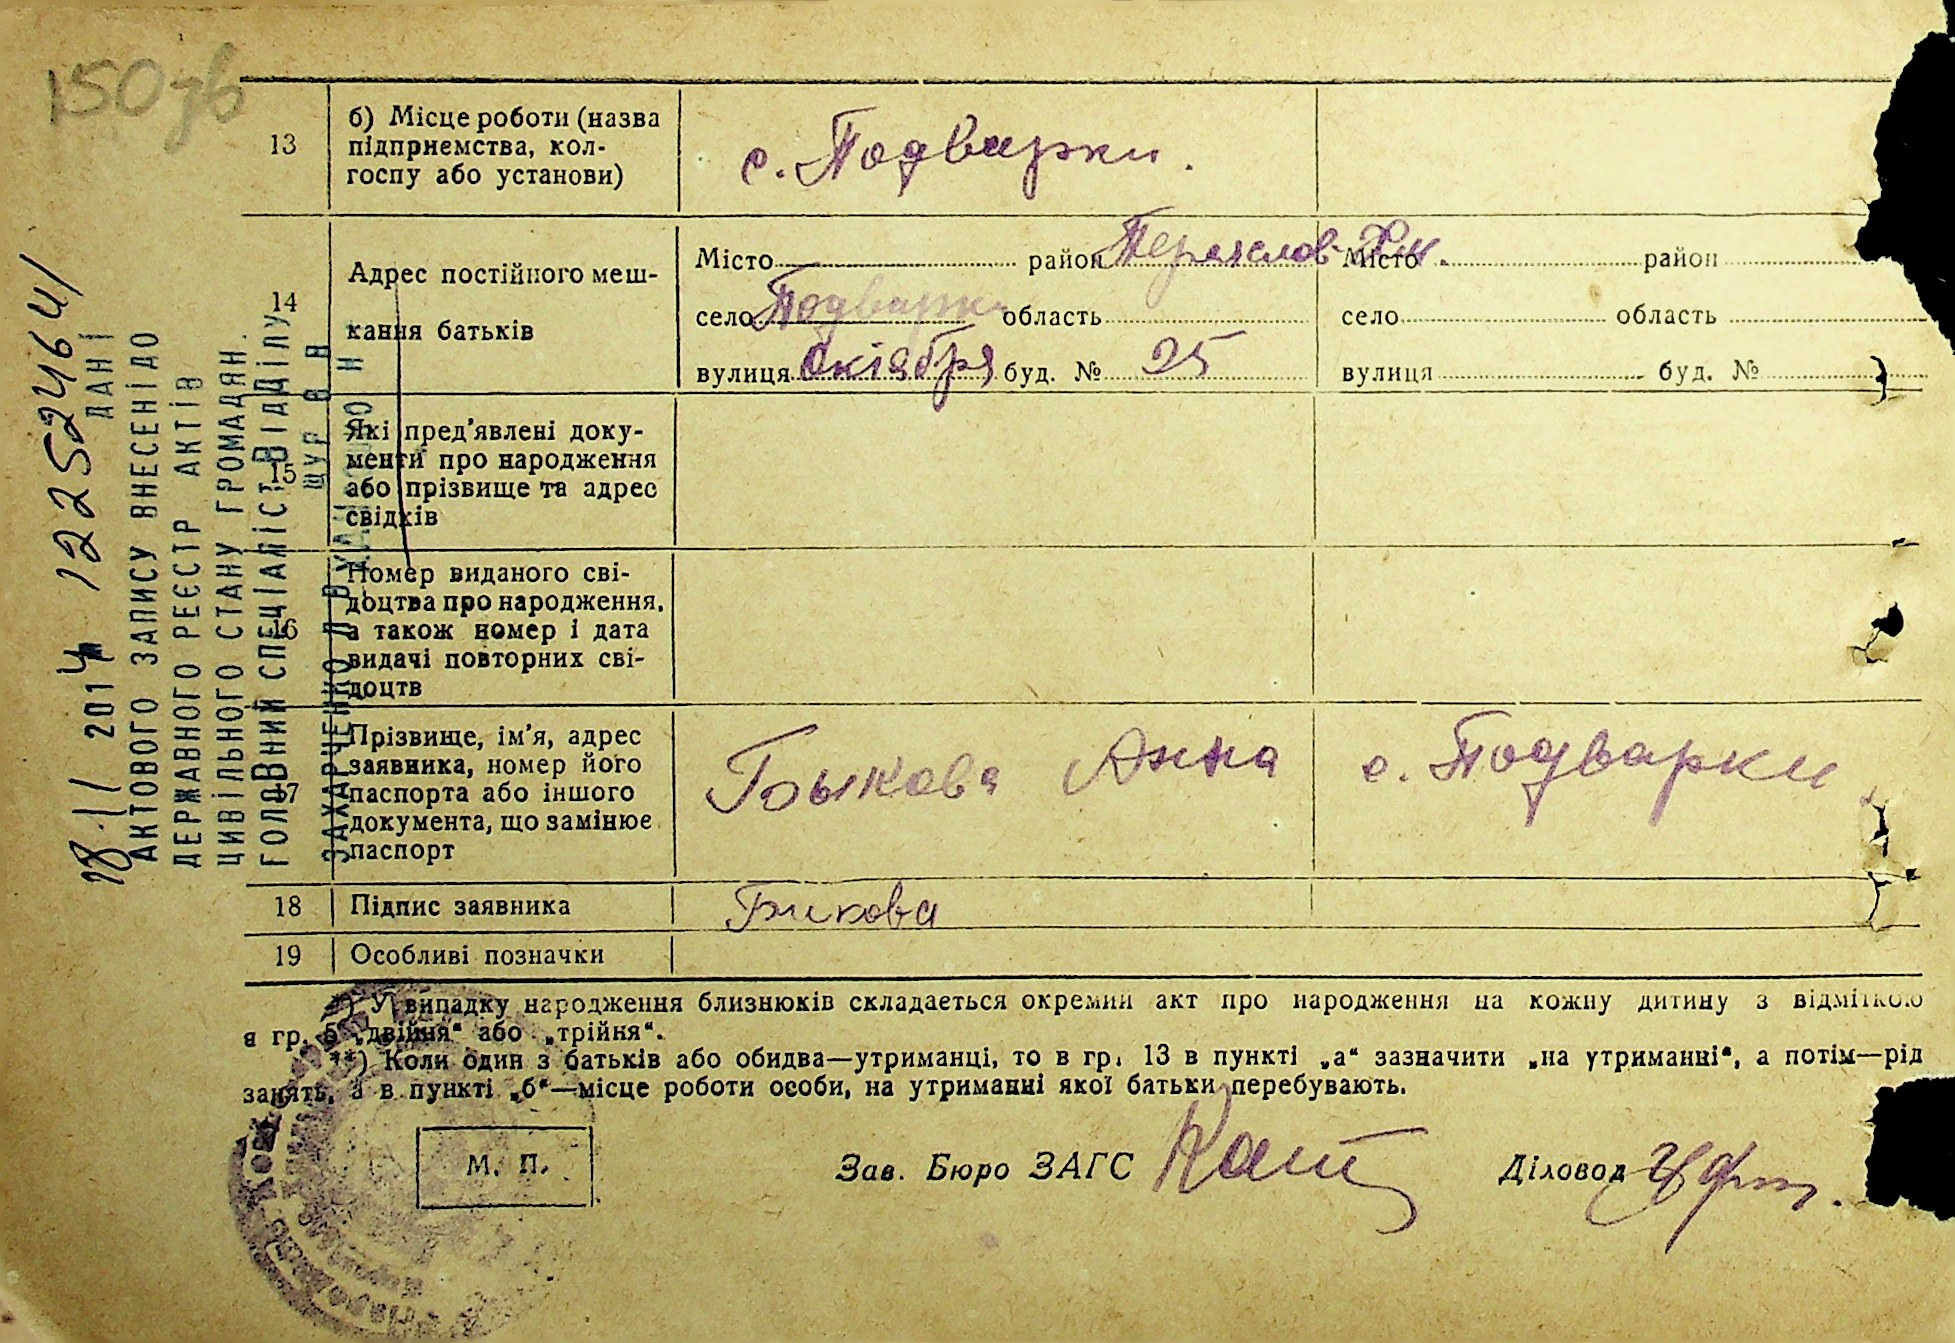 150зв
13
б) Місце роботи (назва
підприємства, кол-
госпу або установи)
с. Подварки.
14
Адрес постійного меш-
кання батьків
Місто район Переяслов-Хм.
село Подварки область
вулиця Октября буд. № 25
Місто район
село область
вулиця буд. №
15
Які пред'явлені доку-
менти про народження
або прізвище та адрес
свідків
16
Номер виданого сві-
доцтва про народження,
а також номер і дата
видачі повторних сві-
доцтв
17
Прізвище, ім'я, адрес
заявника, номер його
паспорта або іншого
документа, що замінює
паспорт
Быкова Анна с. Подварки
18
Підпис заявника
Бикова
19
Особливі позначки
*) У випадку народження близнюків складається окремий акт про народження на кожну дитину з відміткою
в гр. 5 „двійня“ або „трійня“.
**) Коли один з батьків або обидва—утриманці, то в гр. 13 в пункті „а“ зазначити „на утриманні“, а потім—рід
занять, а в пункті „б“—місце роботи особи, на утриманні якої батьки перебувають.
М. П.
Зав. Бюро ЗАГС
Діловод
18.11 2014 12252464
ДАНІ
АКТОВОГО ЗАПИСУ ВНЕСЕНІ ДО
ДЕРЖАВНОГО РЕЄСТР АКТІВ
ЦИВІЛЬНОГО СТАНУ ГРОМАДЯН.
ГОЛОВНИЙ СПЕЦІАЛІСТ ВІДДІЛУ
ЗАХАРЧЕНКО Л В